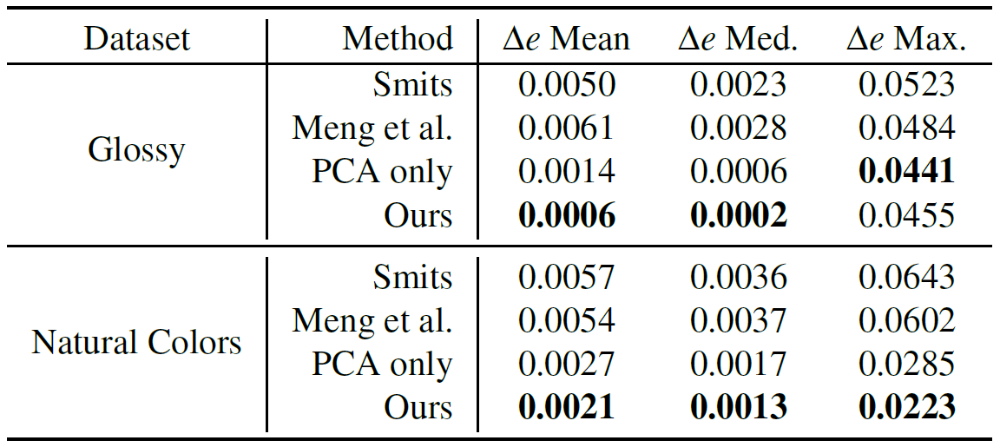 Dataset Method Δe Mean Δe Med. Δe Max.
Smits 0.0050 0.0023 0.0523
Meng et al. 0.0061 0.0028 0.0484
Glossy
PCA only 0.0014 0.0006 0.0441
Ours 0.0006 0.0002 0.0455
Smits 0.0057 0.0036 0.0643
Meng et al. 0.0054 0.0037 0.0602
Natural Colors
PCA only 0.0027 0.0017 0.0285
Ours 0.0021 0.0013 0.0223